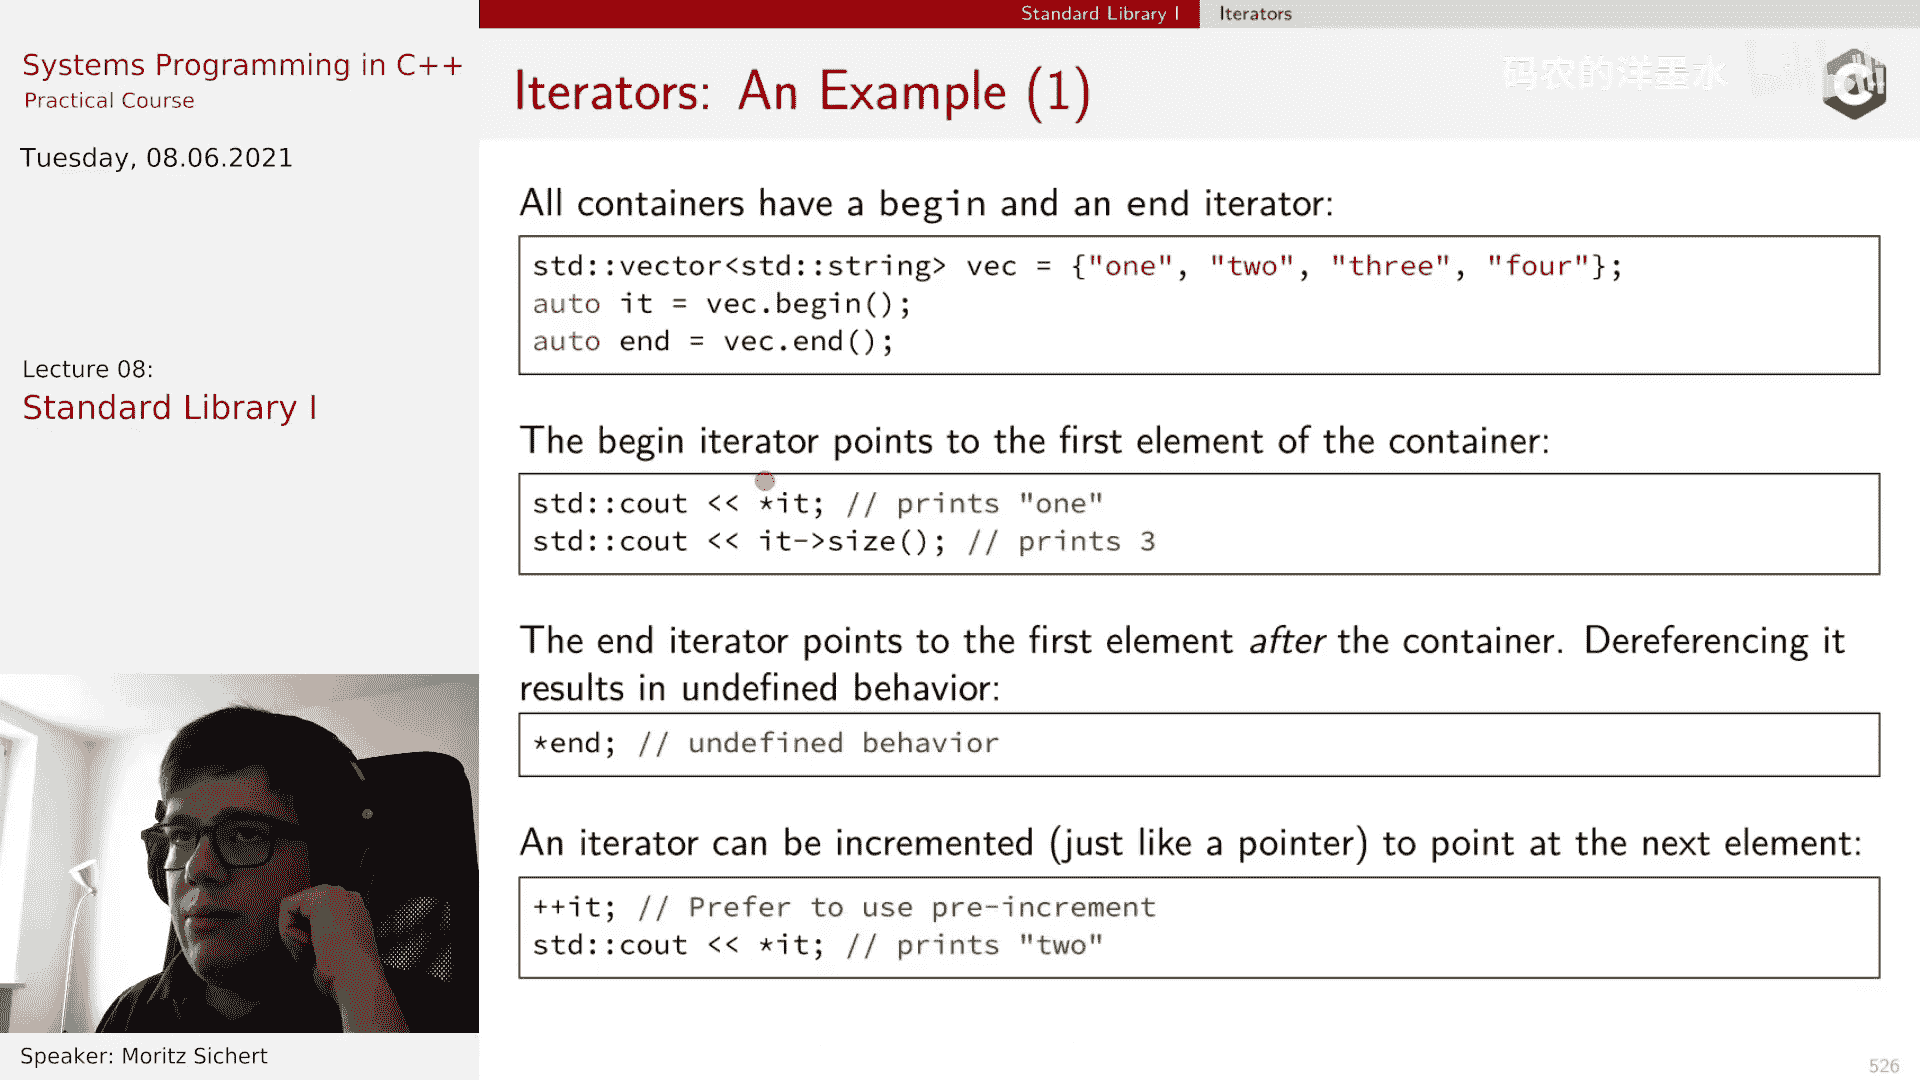 Standard Library I
Iterators
Systems Programming in C++
Practical Course
Tuesday, 08.06.2021
Lecture 08:
Standard Library I
Iterators: An Example (1)
码农的洋墨水
All containers have a begin and an end iterator:
std::vector<std::string> vec = {"one", "two", "three", "four"};
auto it = vec.begin();
auto end = vec.end();
The begin iterator points to the first element of the container:
std::cout << *it; // prints "one"
std::cout << it->size(); // prints 3
The end iterator points to the first element after the container. Dereferencing it
results in undefined behavior:
*end; // undefined behavior
An iterator can be incremented (just like a pointer) to point at the next element:
++it; // Prefer to use pre-increment
std::cout << *it; // prints "two"
Speaker: Moritz Sichert
526